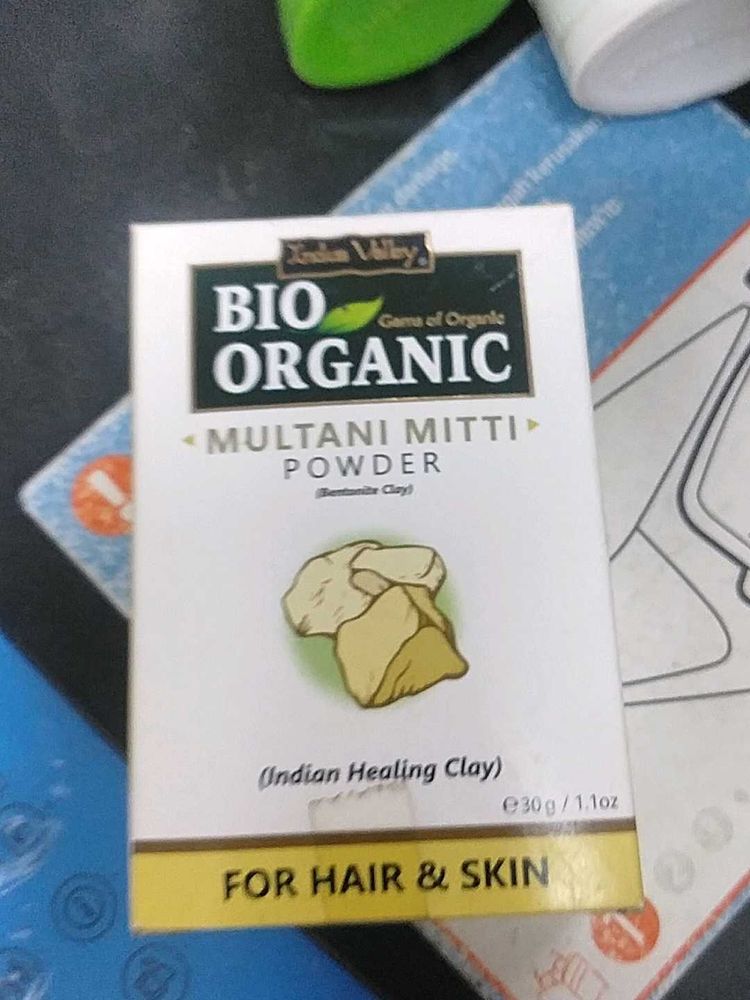 Indus Valley
BIO
Gems of Organic
ORGANIC
MULTANI MITTI
POWDER
(Bentonite Clay)
(Indian Healing Clay)
℮30 g / 1.1oz
FOR HAIR & SKIN